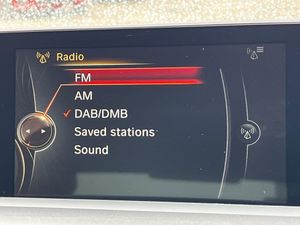 Radio
FM
AM
DAB/DMB
Saved stations
Sound